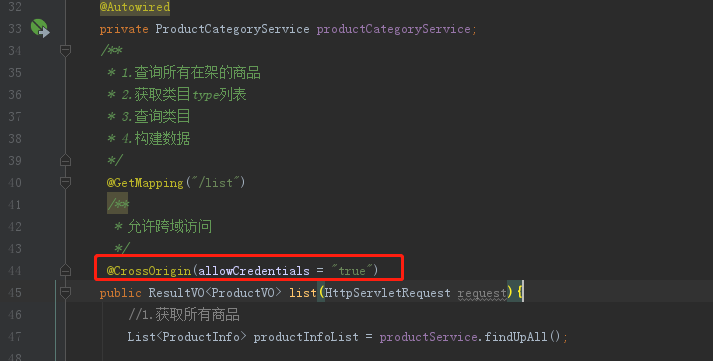 32 @Autowired
33 private ProductCategoryService productCategoryService;
34 /**
35 * 1.查询所有在架的商品
36 * 2.获取类目type列表
37 * 3.查询类目
38 * 4.构建数据
39 */
40 @GetMapping("/list")
41 /**
42 * 允许跨域访问
43 */
44 @CrossOrigin(allowCredentials = "true")
45 public ResultVO<ProductVO> list(HttpServletRequest request){
46 //1.获取所有商品
47 List<ProductInfo> productInfoList = productService.findUpAll();
48